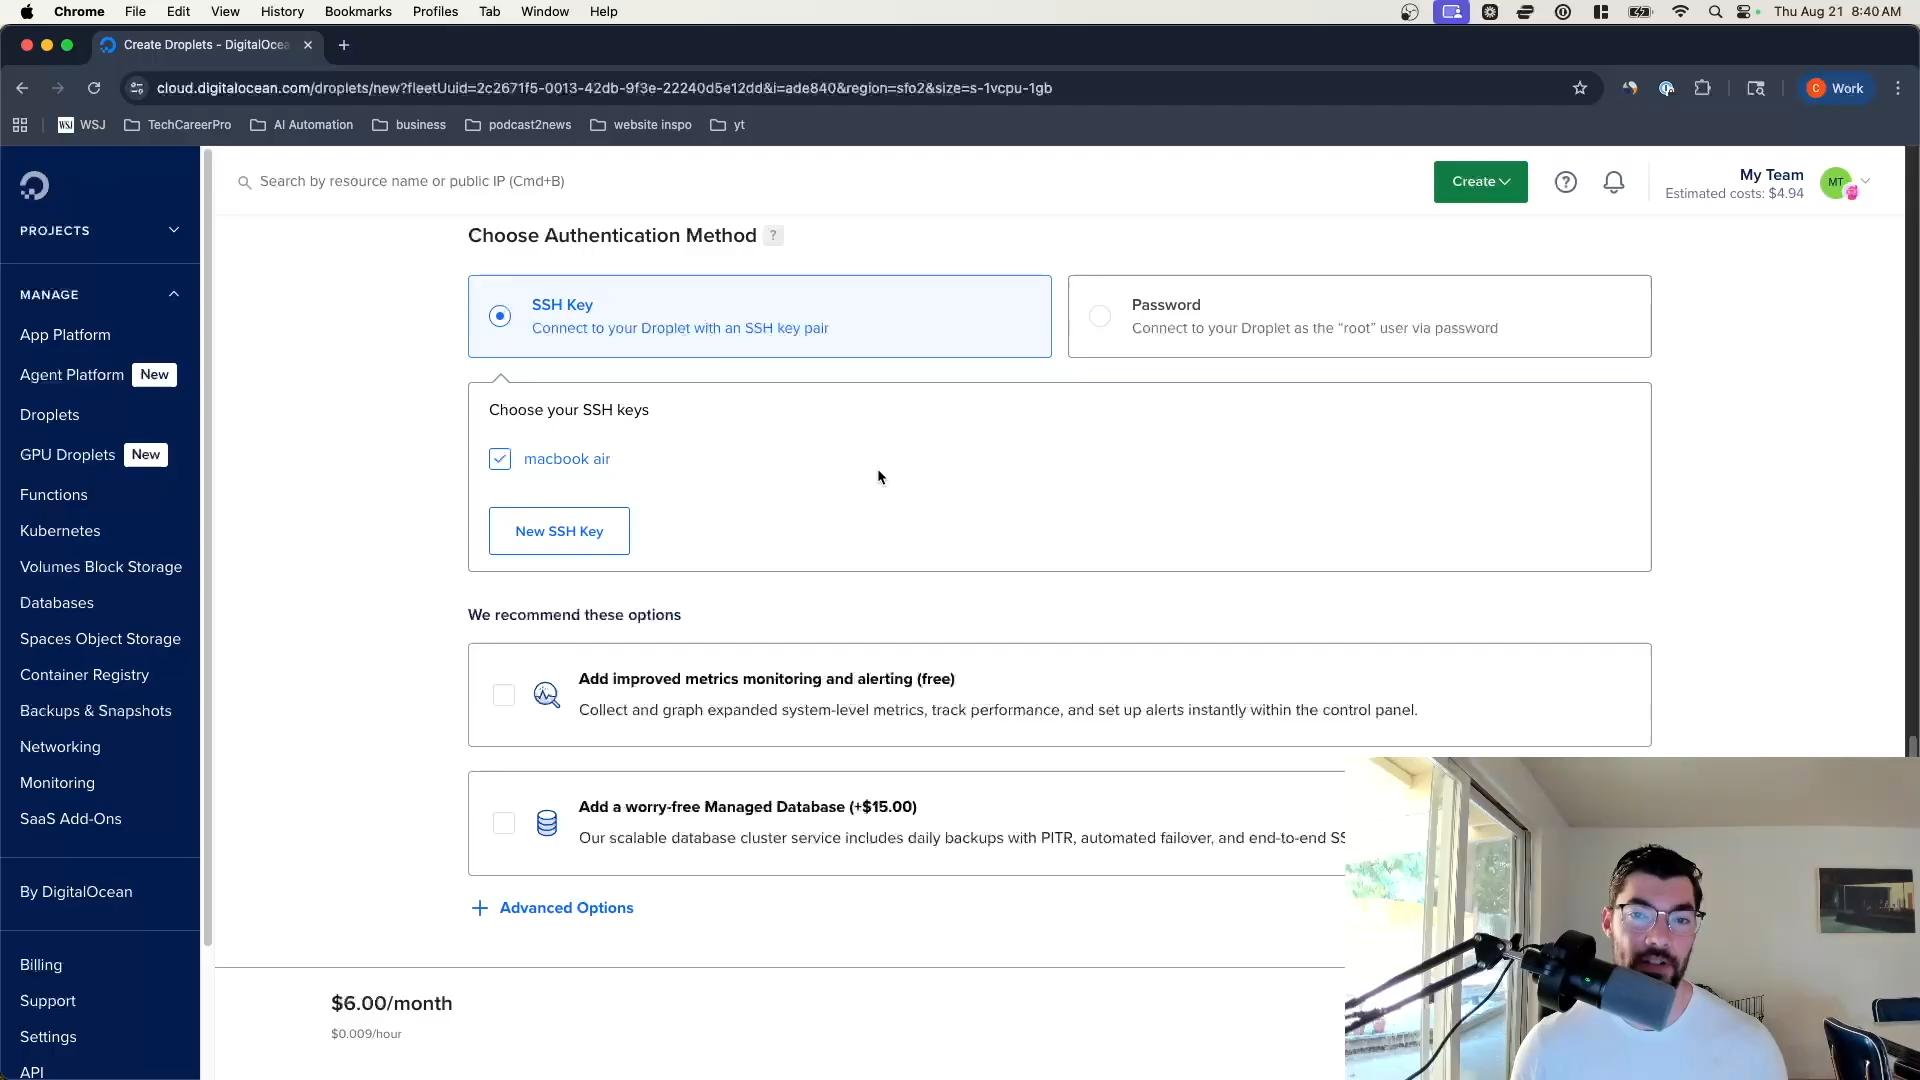 Chrome File Edit View History Bookmarks Profiles Tab Window Help
Thu Aug 21 8:40 AM
Create Droplets - DigitalOcea
cloud.digitalocean.com/droplets/new?fleetUuid=2c2671f5-0013-42db-9f3e-22240d5e12dd&i=ade840&region=sfo2&size=s-1vcpu-1gb
C Work
WSJ WSJ TechCareerPro AI Automation business podcast2news website inspo yt
Search by resource name or public IP (Cmd+B)
Create
My Team
Estimated costs: $4.94
MT
PROJECTS
MANAGE
App Platform
Agent Platform New
Droplets
GPU Droplets New
Functions
Kubernetes
Volumes Block Storage
Databases
Spaces Object Storage
Container Registry
Backups & Snapshots
Networking
Monitoring
SaaS Add-Ons
By DigitalOcean
Billing
Support
Settings
API
Choose Authentication Method ?
SSH Key
Connect to your Droplet with an SSH key pair
Password
Connect to your Droplet as the “root” user via password
Choose your SSH keys
macbook air
New SSH Key
We recommend these options
Add improved metrics monitoring and alerting (free)
Collect and graph expanded system-level metrics, track performance, and set up alerts instantly within the control panel.
Add a worry-free Managed Database (+$15.00)
Our scalable database cluster service includes daily backups with PITR, automated failover, and end-to-end SS
+ Advanced Options
$6.00/month
$0.009/hour